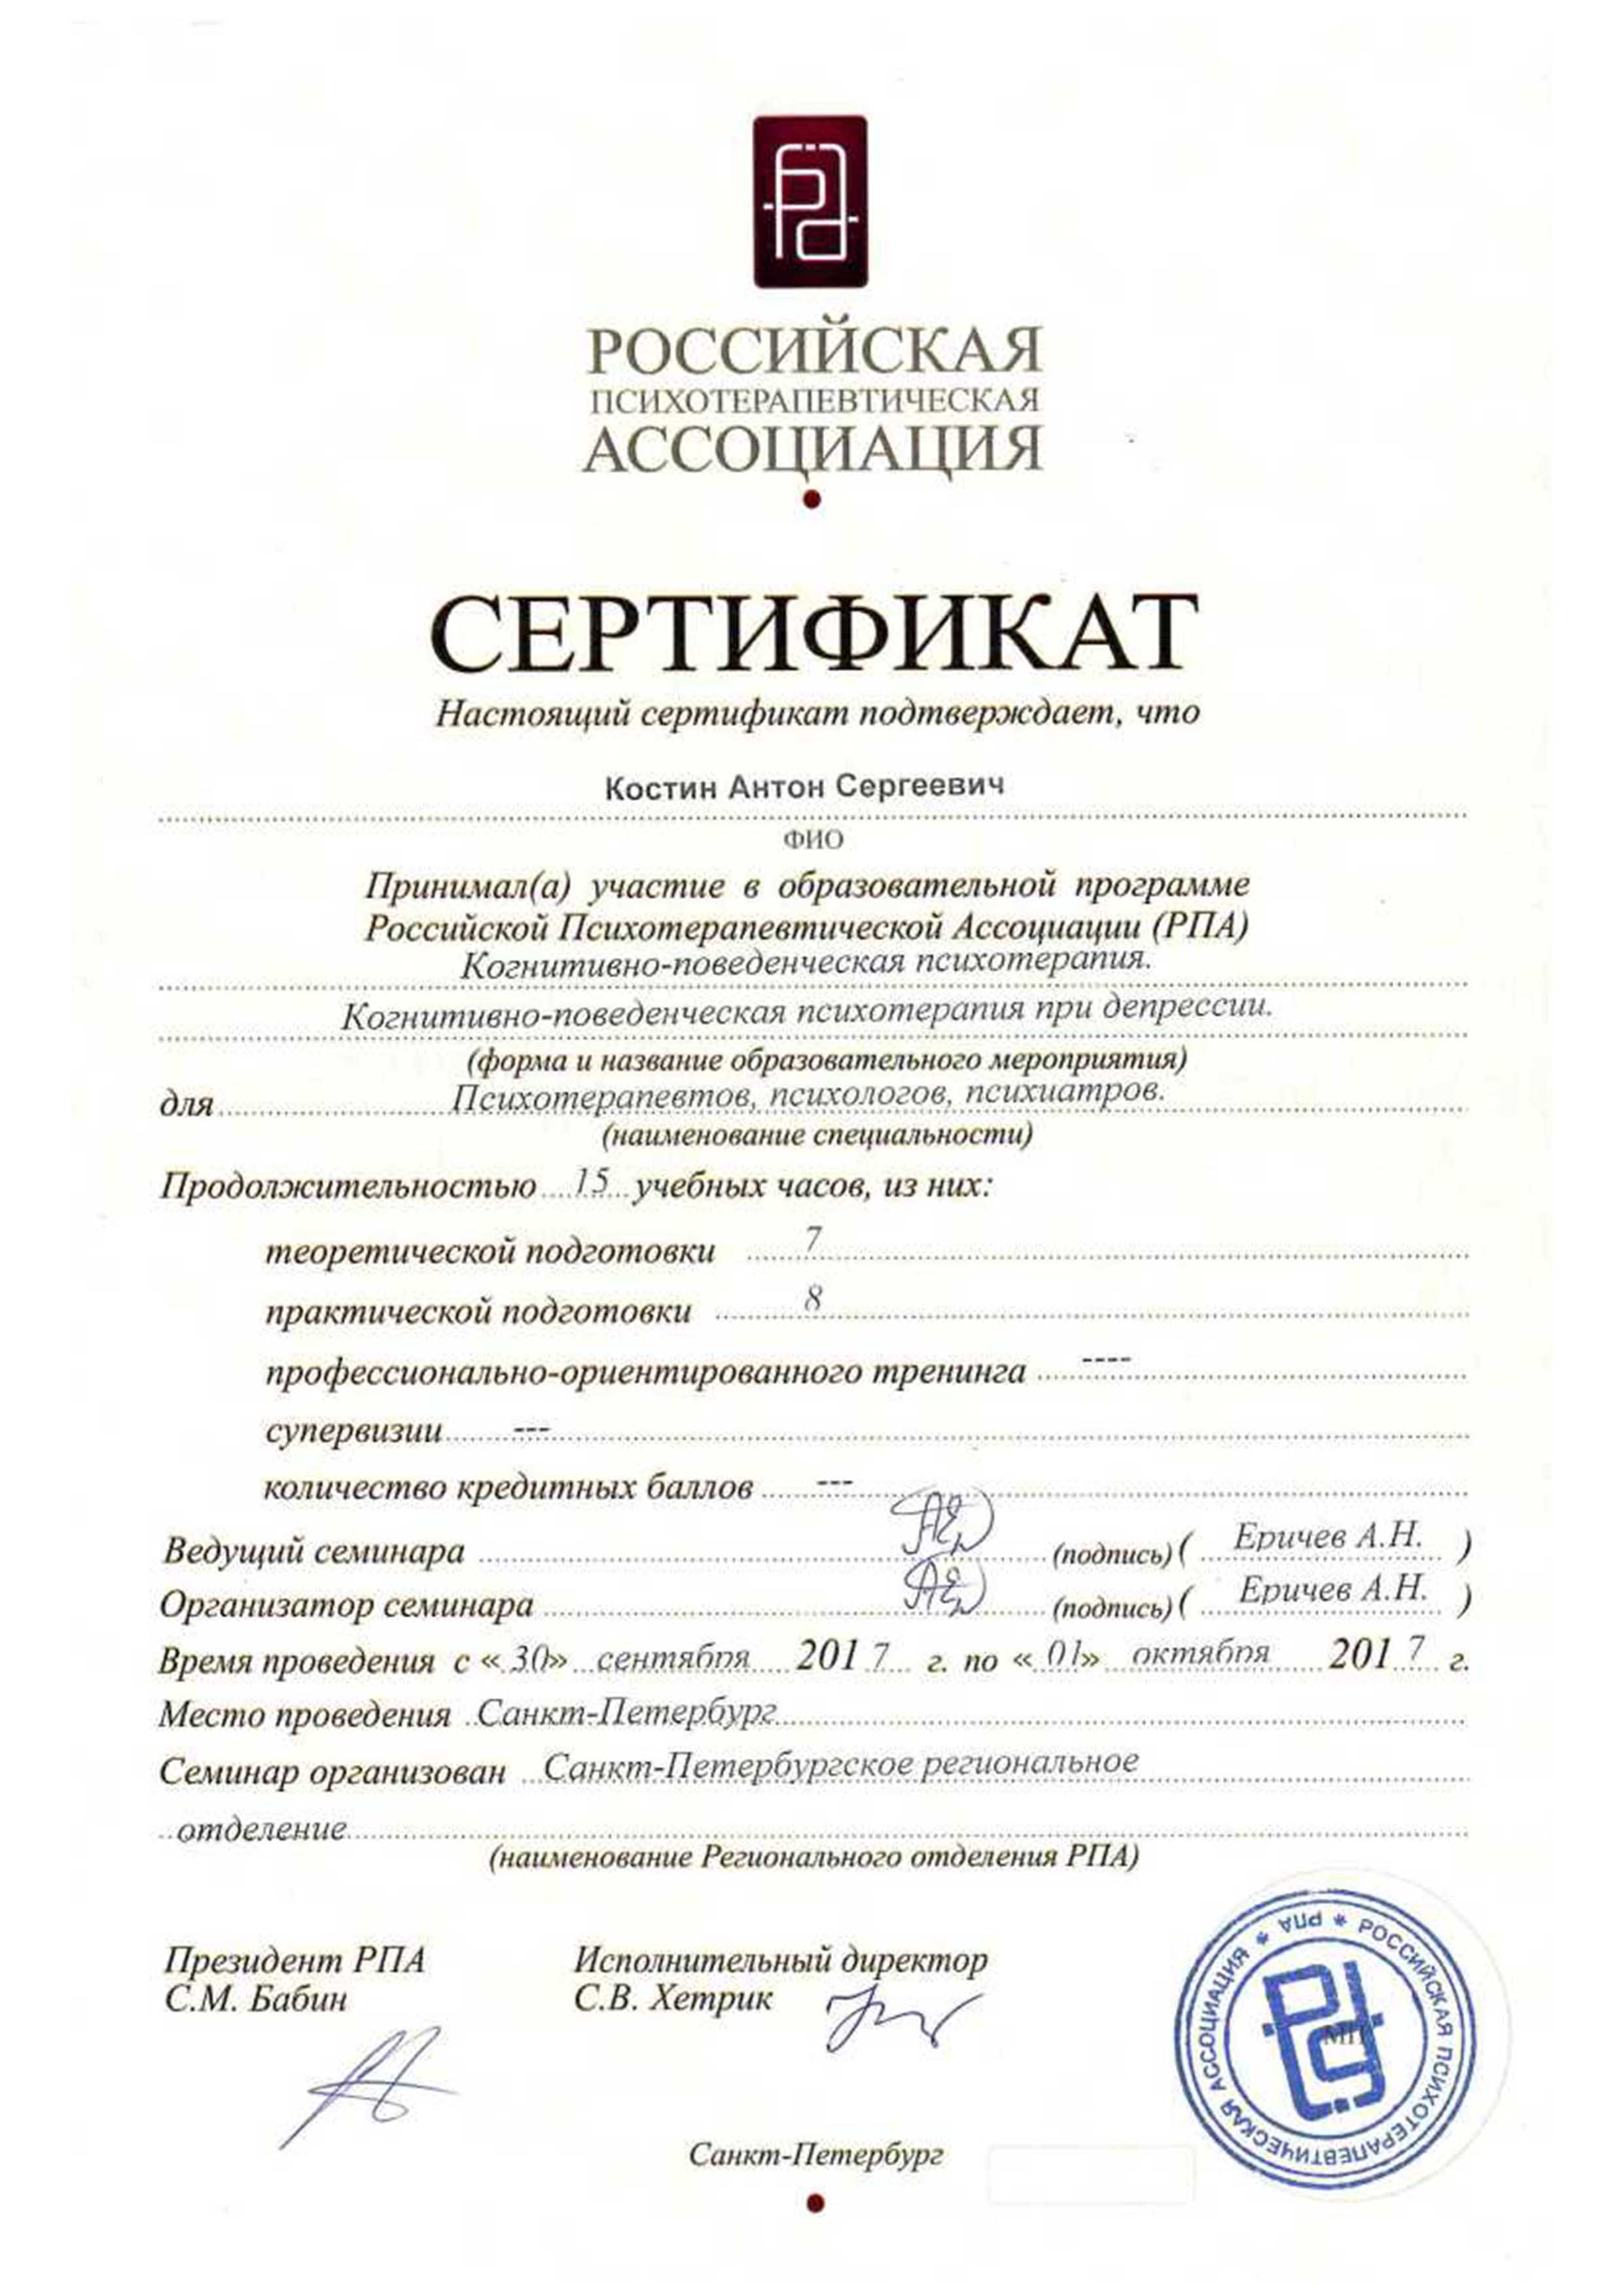 РОССИЙСКАЯ
ПСИХОТЕРАПЕВТИЧЕСКАЯ
АССОЦИАЦИЯ
СЕРТИФИКАТ
Настоящий сертификат подтверждает, что
Костин Антон Сергеевич
ФИО
Принимал(а) участие в образовательной программе
Российской Психотерапевтической Ассоциации (РПА)
Когнитивно-поведенческая психотерапия.
Когнитивно-поведенческая психотерапия при депрессии.
(форма и название образовательного мероприятия)
для Психотерапевтов, психологов, психиатров.
(наименование специальности)
Продолжительностью 15 учебных часов, из них:
теоретической подготовки 7
практической подготовки 8
профессионально-ориентированного тренинга ----
супервизии ---
количество кредитных баллов ---
Ведущий семинара (подпись) ( Еричев А.Н. )
Организатор семинара (подпись) ( Еричев А.Н. )
Время проведения с «30» сентября 2017 г. по «01» октября 2017 г.
Место проведения Санкт-Петербург
Семинар организован Санкт-Петербургское региональное
отделение
(наименование Регионального отделения РПА)
Президент РПА
С.М. Бабин
Исполнительный директор
С.В. Хетрик
РОССИЙСКАЯ ПСИХОТЕРАПЕВТИЧЕСКАЯ АССОЦИАЦИЯ * РПА *
МП
Санкт-Петербург